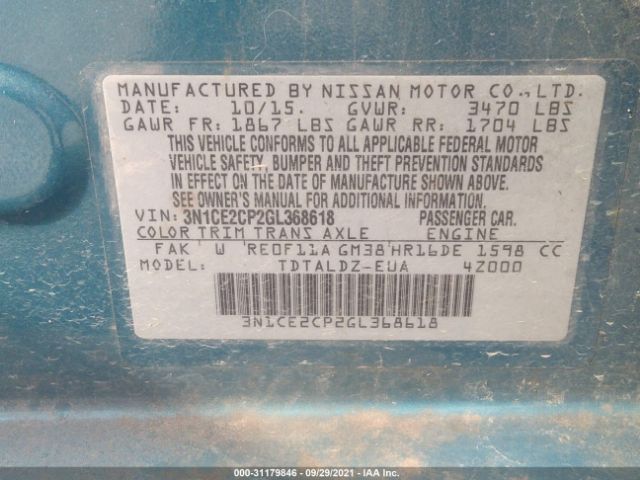 MANUFACTURED BY NISSAN MOTOR CO., LTD.
DATE: 10/15. GVWR: 3470 LBS
GAWR FR: 1867 LBS GAWR RR: 1704 LBS
THIS VEHICLE CONFORMS TO ALL APPLICABLE FEDERAL MOTOR
VEHICLE SAFETY, BUMPER AND THEFT PREVENTION STANDARDS
IN EFFECT ON THE DATE OF MANUFACTURE SHOWN ABOVE.
SEE OWNER'S MANUAL FOR ADDITIONAL INFORMATION.
VIN: 3N1CE2CP2GL368618 PASSENGER CAR.
COLOR TRIM TRANS AXLE ENGINE
FAK W RE0F11A GM38 HR16DE 1598 CC
MODEL: TDTALDZ-EUA 4Z000
3N1CE2CP2GL368618
000-31179846 - 09/29/2021 - IAA Inc.